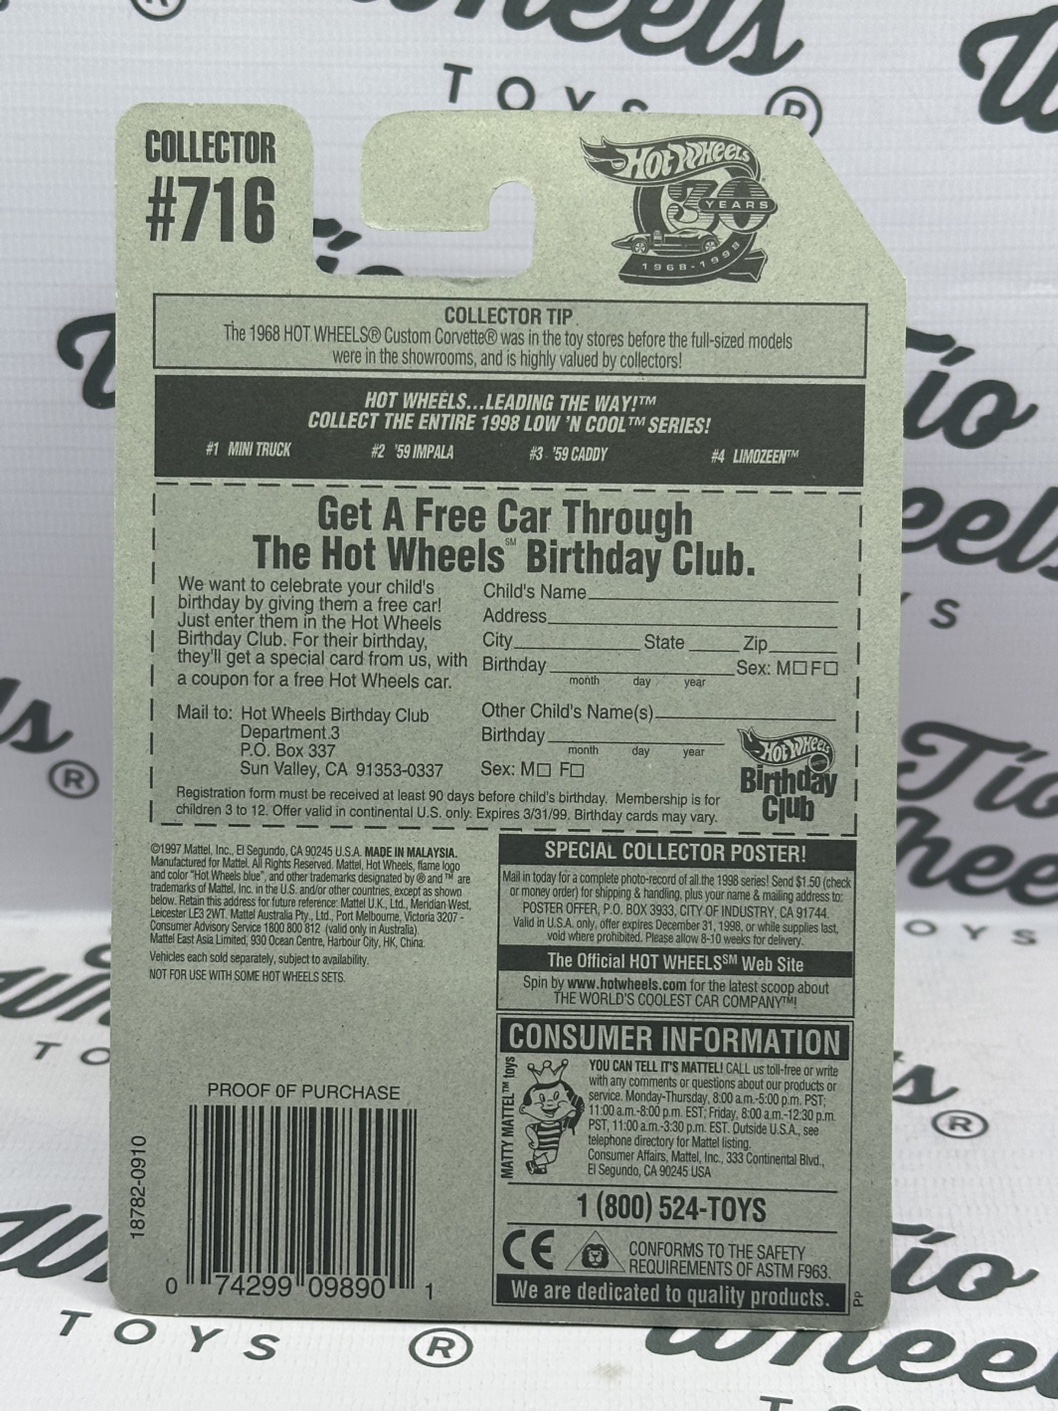 COLLECTOR
#716
HOT WHEELS
30
YEARS
1968-1998
COLLECTOR TIP
The 1968 HOT WHEELS® Custom Corvette® was in the toy stores before the full-sized models
were in the showrooms, and is highly valued by collectors!
HOT WHEELS...LEADING THE WAY!™
COLLECT THE ENTIRE 1998 LOW 'N COOL™ SERIES!
#1 MINI TRUCK #2 '59 IMPALA #3 '59 CADDY #4 LIMOZEEN™
Get A Free Car Through
The Hot Wheels℠ Birthday Club.
We want to celebrate your child's
birthday by giving them a free car!
Just enter them in the Hot Wheels
Birthday Club. For their birthday,
they'll get a special card from us, with
a coupon for a free Hot Wheels car.
Mail to: Hot Wheels Birthday Club
Department 3
P.O. Box 337
Sun Valley, CA 91353-0337
Child's Name
Address
City State Zip
Birthday Sex: M☐ F☐
month day year
Other Child's Name(s)
Birthday
month day year
Sex: M☐ F☐
Hot Wheels
Birthday
Club
Registration form must be received at least 90 days before child's birthday. Membership is for
children 3 to 12. Offer valid in continental U.S. only. Expires 3/31/99. Birthday cards may vary.
©1997 Mattel, Inc., El Segundo, CA 90245 U.S.A. MADE IN MALAYSIA.
Manufactured for Mattel. All Rights Reserved. Mattel, Hot Wheels, flame logo
and color "Hot Wheels blue", and other trademarks designated by ® and ™ are
trademarks of Mattel, Inc. in the U.S. and/or other countries, except as shown
below. Retain this address for future reference: Mattel U.K., Ltd., Meridian West,
Leicester LE3 2WT. Mattel Australia Pty., Ltd., Port Melbourne, Victoria 3207 -
Consumer Advisory Service 1800 800 812 (valid only in Australia).
Mattel East Asia Limited, 930 Ocean Centre, Harbour City, HK, China.
Vehicles each sold separately, subject to availability.
NOT FOR USE WITH SOME HOT WHEELS SETS.
SPECIAL COLLECTOR POSTER!
Mail in today for a complete photo-record of all the 1998 series! Send $1.50 (check
or money order) for shipping & handling, plus your name & mailing address to:
POSTER OFFER, P.O. BOX 3933, CITY OF INDUSTRY, CA 91744.
Valid in U.S.A. only, offer expires December 31, 1998, or while supplies last,
void where prohibited. Please allow 8-10 weeks for delivery.
The Official HOT WHEELS℠ Web Site
Spin by www.hotwheels.com for the latest scoop about
THE WORLD'S COOLEST CAR COMPANY™!
CONSUMER INFORMATION
MATTY MATTEL™ toys
YOU CAN TELL IT'S MATTEL! CALL us toll-free or write
with any comments or questions about our products or
service. Monday-Thursday, 8:00 a.m.-5:00 p.m. PST;
11:00 a.m.-8:00 p.m. EST; Friday, 8:00 a.m.-12:30 p.m.
PST, 11:00 a.m.-3:30 p.m. EST. Outside U.S.A., see
telephone directory for Mattel listing.
Consumer Affairs, Mattel, Inc., 333 Continental Blvd.,
El Segundo, CA 90245 USA
1 (800) 524-TOYS
CE
CONFORMS TO THE SAFETY
REQUIREMENTS OF ASTM F963.
We are dedicated to quality products.
PP
PROOF OF PURCHASE
18782-0910
0 74299 09890 1
Wheels
TOYS ®
Tío
Wheels
TOYS
®
TOYS ®
Tío
Wheels